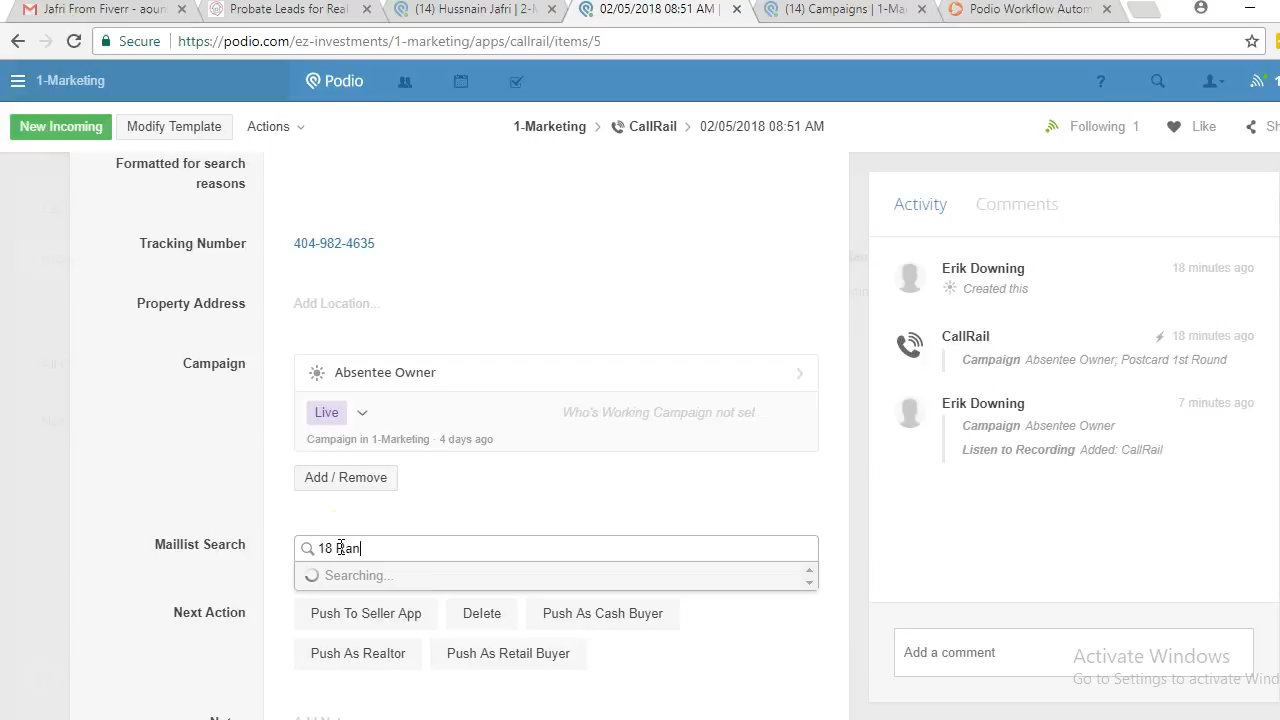 Jafri From Fiverr - aoun
Probate Leads for Real
(14) Hussnain Jafri | 2-
02/05/2018 08:51 AM
(14) Campaigns | 1-Ma
Podio Workflow Autom
Secure https://podio.com/ez-investments/1-marketing/apps/callrail/items/5
1-Marketing Podio ?
New Incoming Modify Template Actions 1-Marketing > CallRail > 02/05/2018 08:51 AM Following 1 Like Sh
Formatted for search
reasons
Tracking Number 404-982-4635
Property Address Add Location...
Campaign Absentee Owner
Live Who's Working Campaign not set
Campaign in 1-Marketing · 4 days ago
Add / Remove
Maillist Search 18
Searching...
Next Action Push To Seller App Delete Push As Cash Buyer
Push As Realtor Push As Retail Buyer
Activity Comments
Erik Downing 18 minutes ago
Created this
CallRail 18 minutes ago
Campaign Absentee Owner; Postcard 1st Round
Erik Downing 7 minutes ago
Campaign Absentee Owner
Listen to Recording Added: CallRail
Add a comment
Activate Windows
Go to Settings to activate Wind